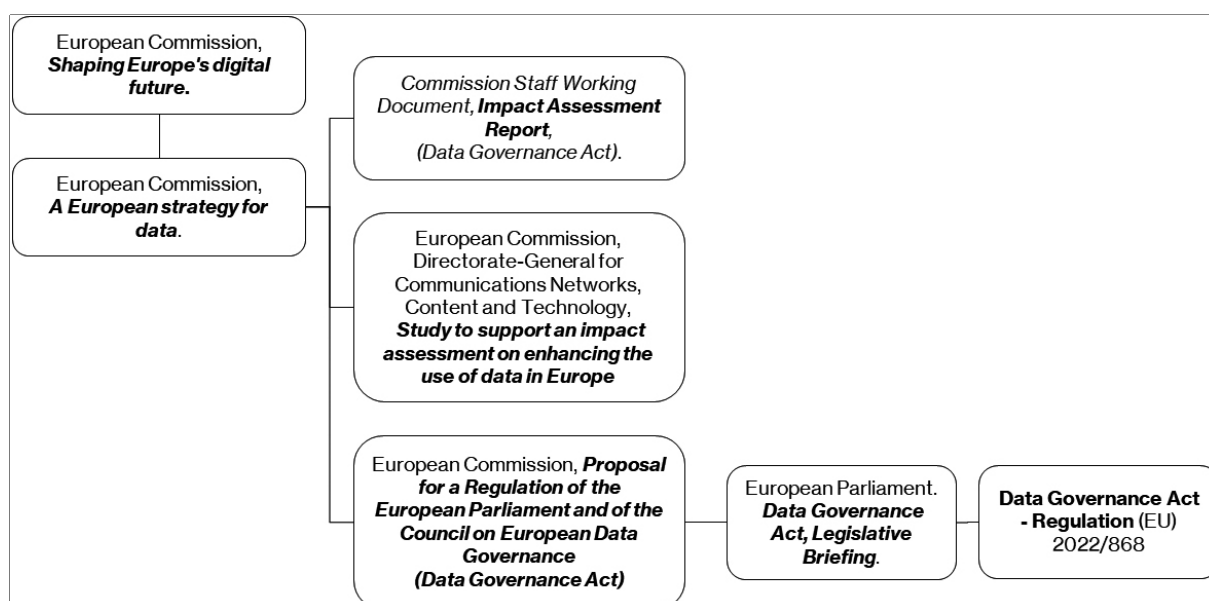 European Commission,
Shaping Europe's digital
future.
European Commission,
A European strategy for
data.
Commission Staff Working
Document, Impact Assessment
Report,
(Data Governance Act).
European Commission,
Directorate-General for
Communications Networks,
Content and Technology,
Study to support an impact
assessment on enhancing the
use of data in Europe
European Commission, Proposal
for a Regulation of the
European Parliament and of the
Council on European Data
Governance
(Data Governance Act)
European Parliament.
Data Governance
Act, Legislative
Briefing.
Data Governance Act
- Regulation (EU)
2022/868